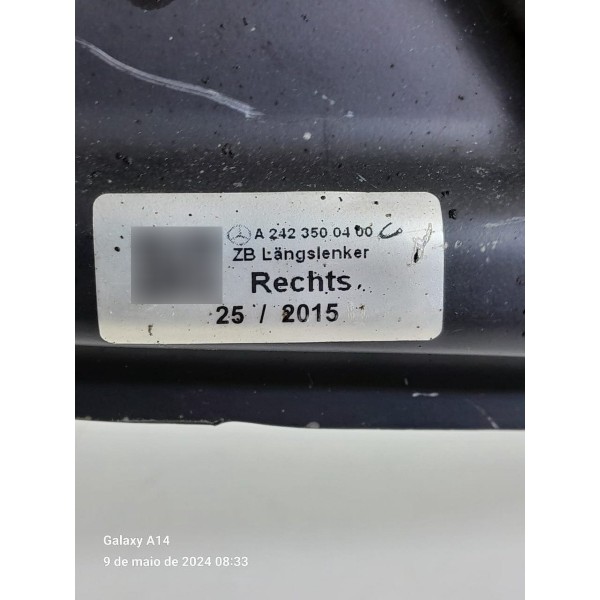 A 242 350 04 00
ZB Längslenker
Rechts
25 / 2015
Galaxy A14
9 de maio de 2024 08:33